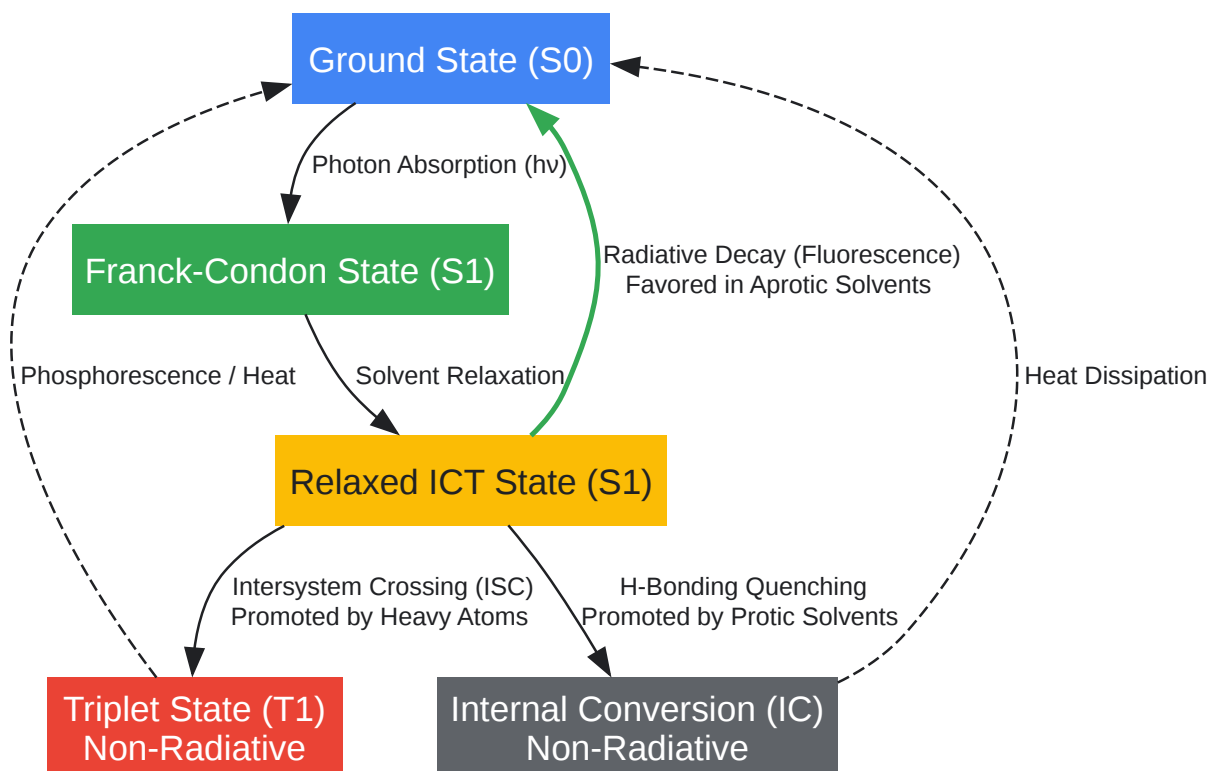 Ground State (S0)
Photon Absorption (hν)
Franck-Condon State (S1)
Radiative Decay (Fluorescence)
Favored in Aprotic Solvents
Phosphorescence / Heat
Solvent Relaxation
Heat Dissipation
Relaxed ICT State (S1)
Intersystem Crossing (ISC)
Promoted by Heavy Atoms
H-Bonding Quenching
Promoted by Protic Solvents
Triplet State (T1)
Non-Radiative
Internal Conversion (IC)
Non-Radiative